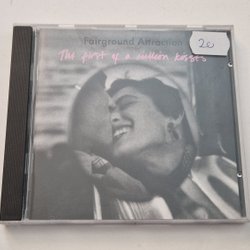 Fairground Attraction
The first of a million kisses
20